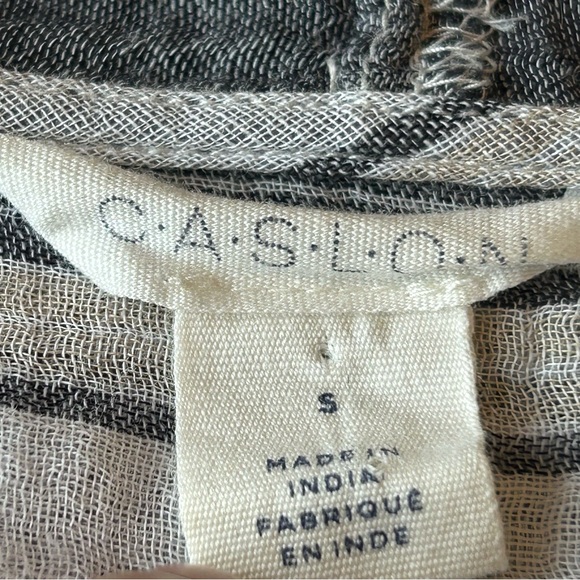 C·A·S·L·O·N
S
MADE IN
INDIA
FABRIQUÉ
EN INDE